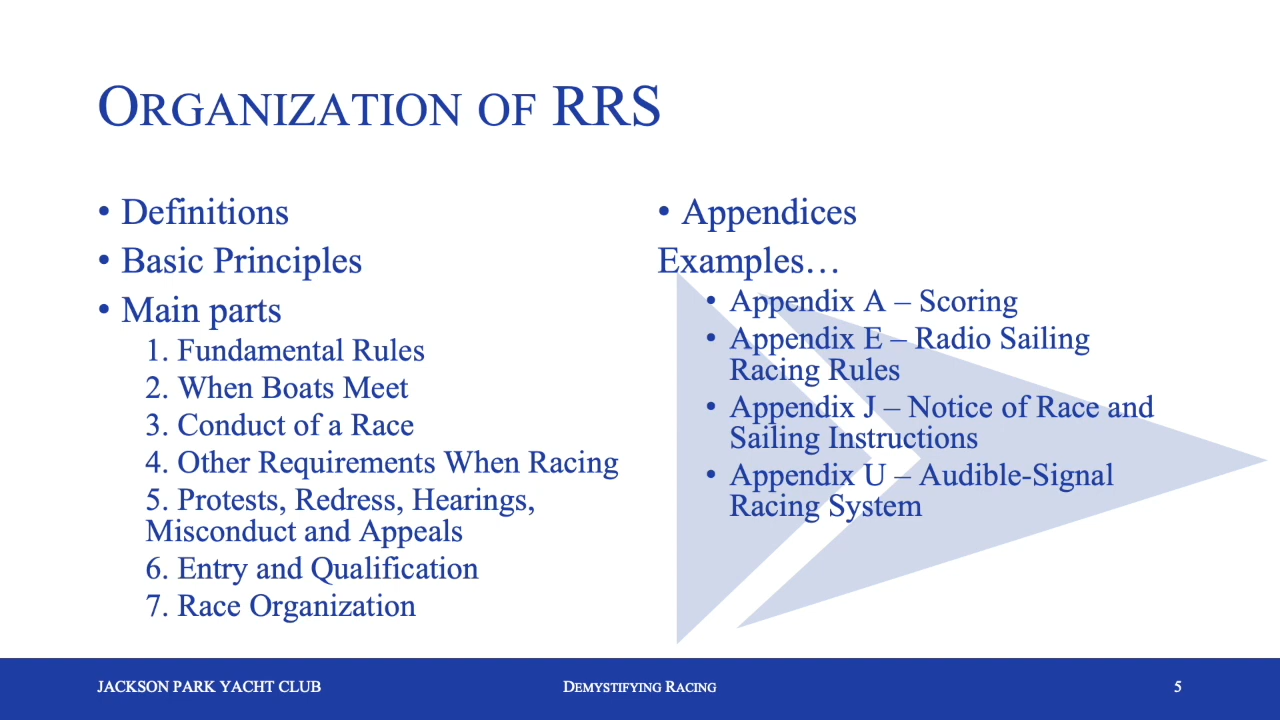 ORGANIZATION OF RRS
• Definitions
• Basic Principles
• Main parts
1. Fundamental Rules
2. When Boats Meet
3. Conduct of a Race
4. Other Requirements When Racing
5. Protests, Redress, Hearings,
Misconduct and Appeals
6. Entry and Qualification
7. Race Organization
• Appendices
Examples…
• Appendix A – Scoring
• Appendix E – Radio Sailing
Racing Rules
• Appendix J – Notice of Race and
Sailing Instructions
• Appendix U – Audible-Signal
Racing System
JACKSON PARK YACHT CLUB
DEMYSTIFYING RACING
5